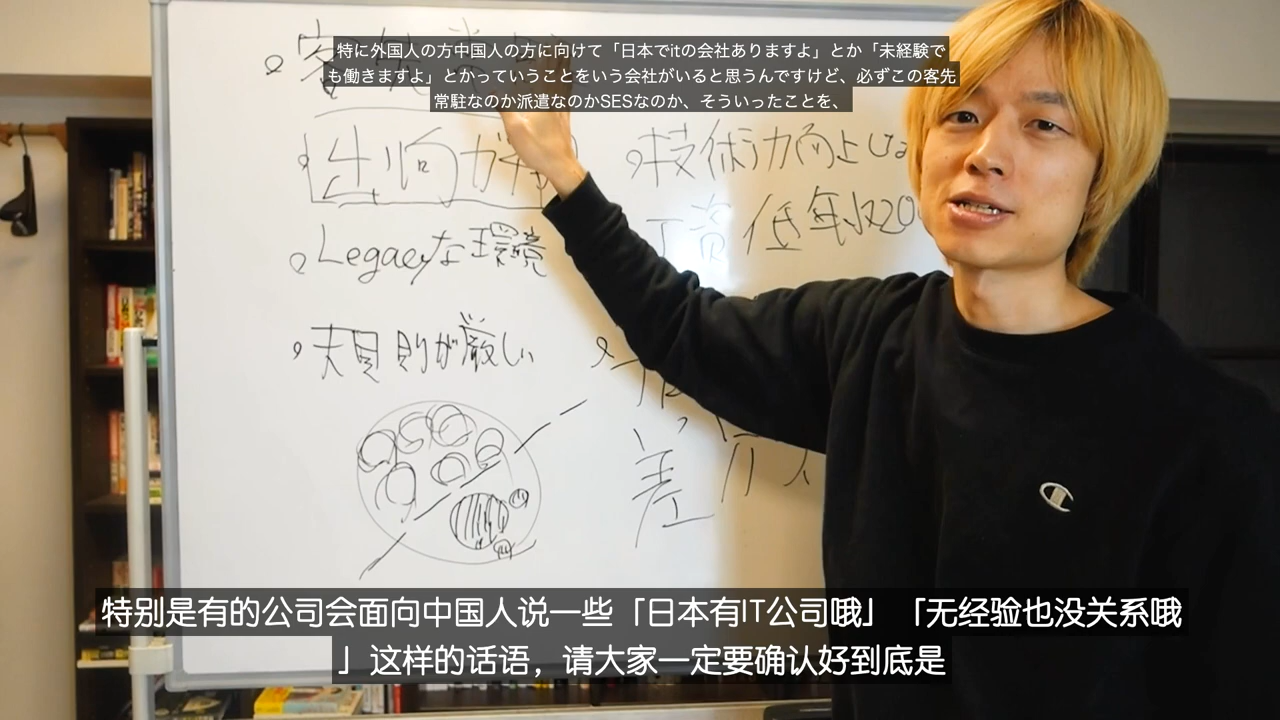 特に外国人の方中国人の方に向けて「日本でitの会社ありますよ」とか「未経験で
も働きますよ」とかっていうことをいう会社がいると思うんですけど、必ずこの客先
常駐なのか派遣なのかSESなのか、そういったことを、
技術力向上しな
低年収20
Legacyな環境
規則が厳しい
差
特别是有的公司会面向中国人说一些「日本有IT公司哦」「无经验也没关系哦
」这样的话语，请大家一定要确认好到底是